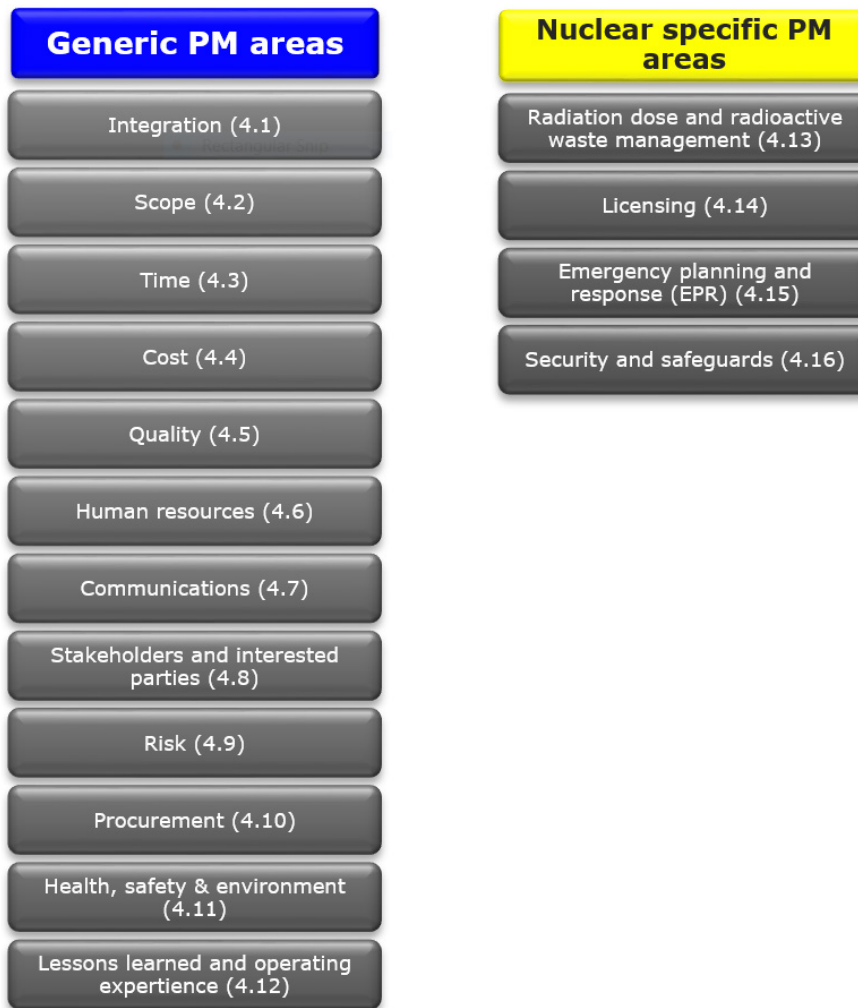 Generic PM areas
Integration (4.1)
Rectangular Snip
Scope (4.2)
Time (4.3)
Cost (4.4)
Quality (4.5)
Human resources (4.6)
Communications (4.7)
Stakeholders and interested
parties (4.8)
Risk (4.9)
Procurement (4.10)
Health, safety & environment
(4.11)
Lessons learned and operating
expertience (4.12)
Nuclear specific PM
areas
Radiation dose and radioactive
waste management (4.13)
Licensing (4.14)
Emergency planning and
response (EPR) (4.15)
Security and safeguards (4.16)